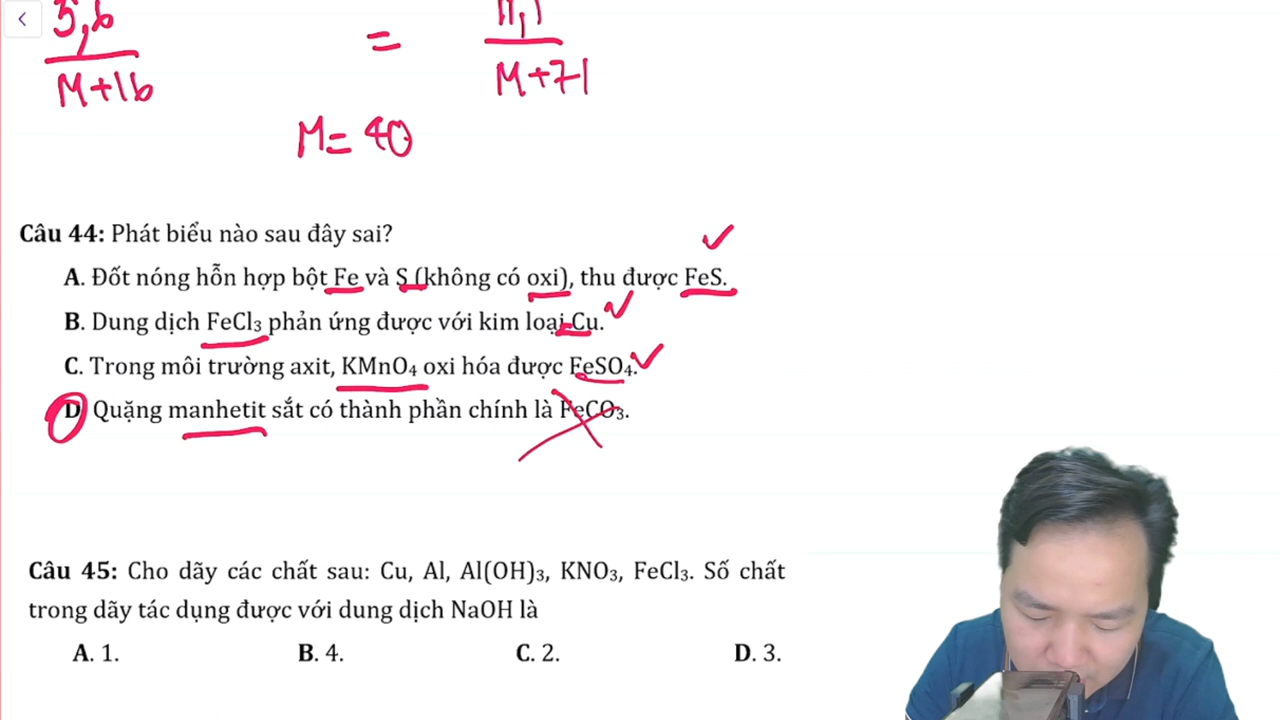 5,6
M+16
=
11,1
M+71
M= 40
Câu 44: Phát biểu nào sau đây sai?
A. Đốt nóng hỗn hợp bột Fe và S (không có oxi), thu được FeS.
B. Dung dịch FeCl₃ phản ứng được với kim loại Cu.
C. Trong môi trường axit, KMnO₄ oxi hóa được FeSO₄.
D Quặng manhetit sắt có thành phần chính là FeCO₃.
Câu 45: Cho dãy các chất sau: Cu, Al, Al(OH)₃, KNO₃, FeCl₃. Số chất
trong dãy tác dụng được với dung dịch NaOH là
A. 1. B. 4. C. 2. D. 3.